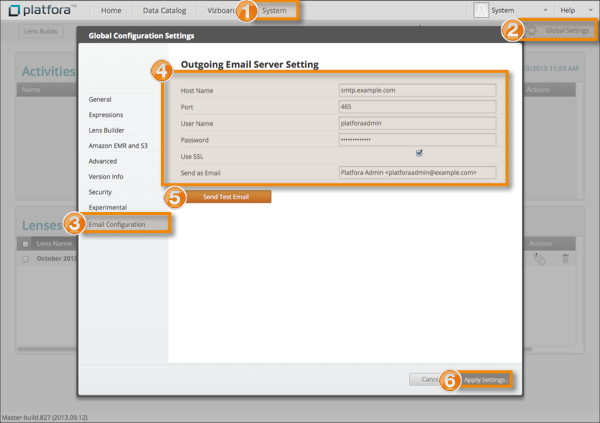 platfora™
Home
Data Catalog
Vizboards
1
System
System
Help
Lens Builds
2
Global Settings
Global Configuration Settings
Activities
3/2013 11:53 AM
Name
Actions
4
Outgoing Email Server Setting
General
Expressions
Lens Builder
Amazon EMR and S3
Advanced
Version Info
Security
Experimental
3
Email Configuration
Host Name
smtp.example.com
Port
465
User Name
platforaadmin
Password
•••••••••••••
Use SSL
Send as Email
Platfora Admin <platforaadmin@example.com>
5
Send Test Email
Lenses
Lens Name
Actions
October 2012
Cancel
6
Apply Settings
Master-build.827 (2013.09.12)